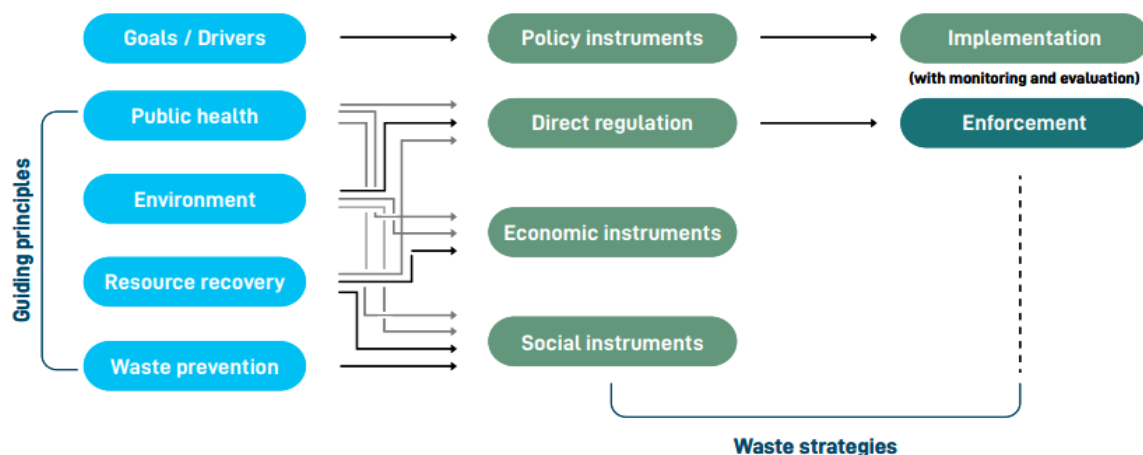 Goals / Drivers
Policy instruments
Implementation
(with monitoring and evaluation)
Guiding principles
Public health
Direct regulation
Enforcement
Environment
Economic instruments
Resource recovery
Social instruments
Waste prevention
Waste strategies